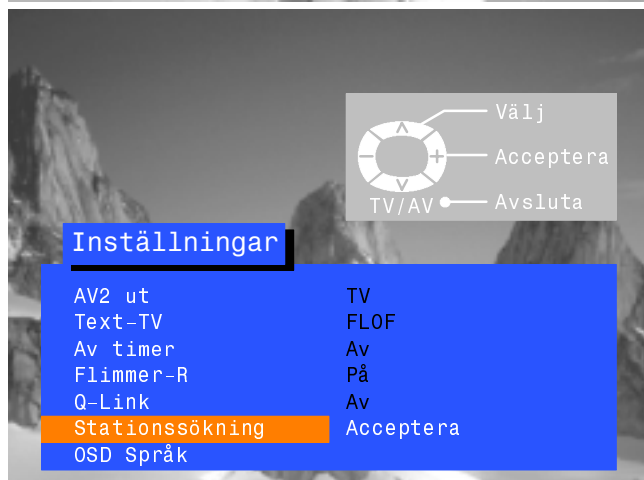 Välj
Acceptera
TV/AV Avsluta
Inställningar
AV2 ut TV
Text-TV FLOF
Av timer Av
Flimmer-R På
Q-Link Av
Stationssökning Acceptera
OSD Språk